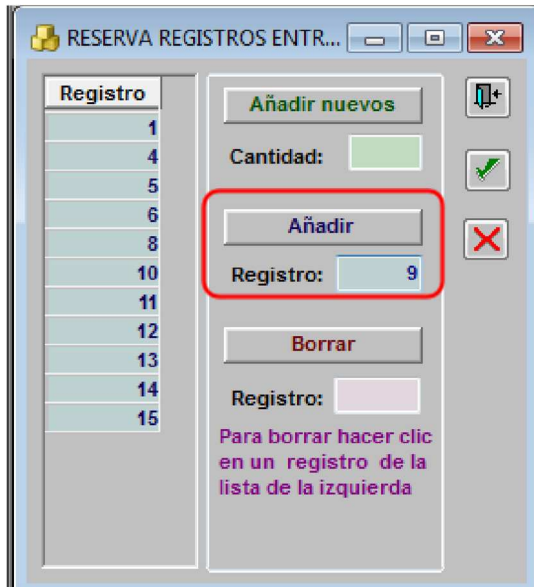 RESERVA REGISTROS ENTR...
Registro
1
4
5
6
8
10
11
12
13
14
15
Añadir nuevos
Cantidad:
Añadir
Registro: 9
Borrar
Registro:
Para borrar hacer clic
en un registro de la
lista de la izquierda